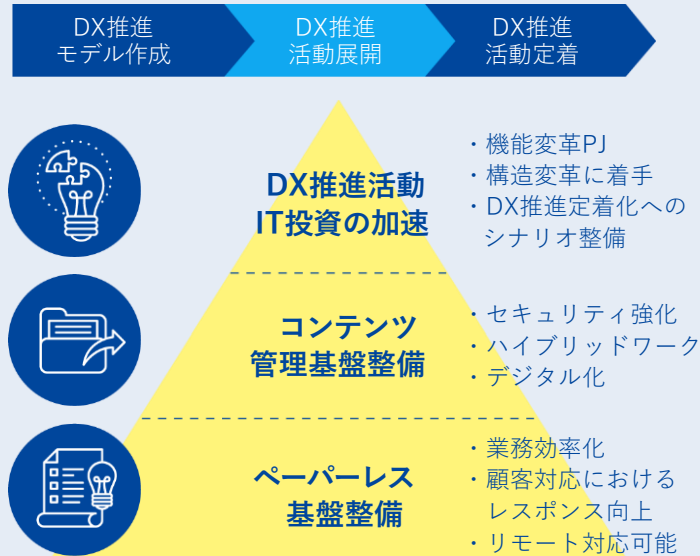 DX推進
モデル作成
DX推進
活動展開
DX推進
活動定着
DX推進活動
IT投資の加速
・機能変革PJ
・構造変革に着手
・DX推進定着化への
シナリオ整備
コンテンツ
管理基盤整備
・セキュリティ強化
・ハイブリッドワーク
・デジタル化
ペーパーレス
基盤整備
・業務効率化
・顧客対応における
レスポンス向上
・リモート対応可能